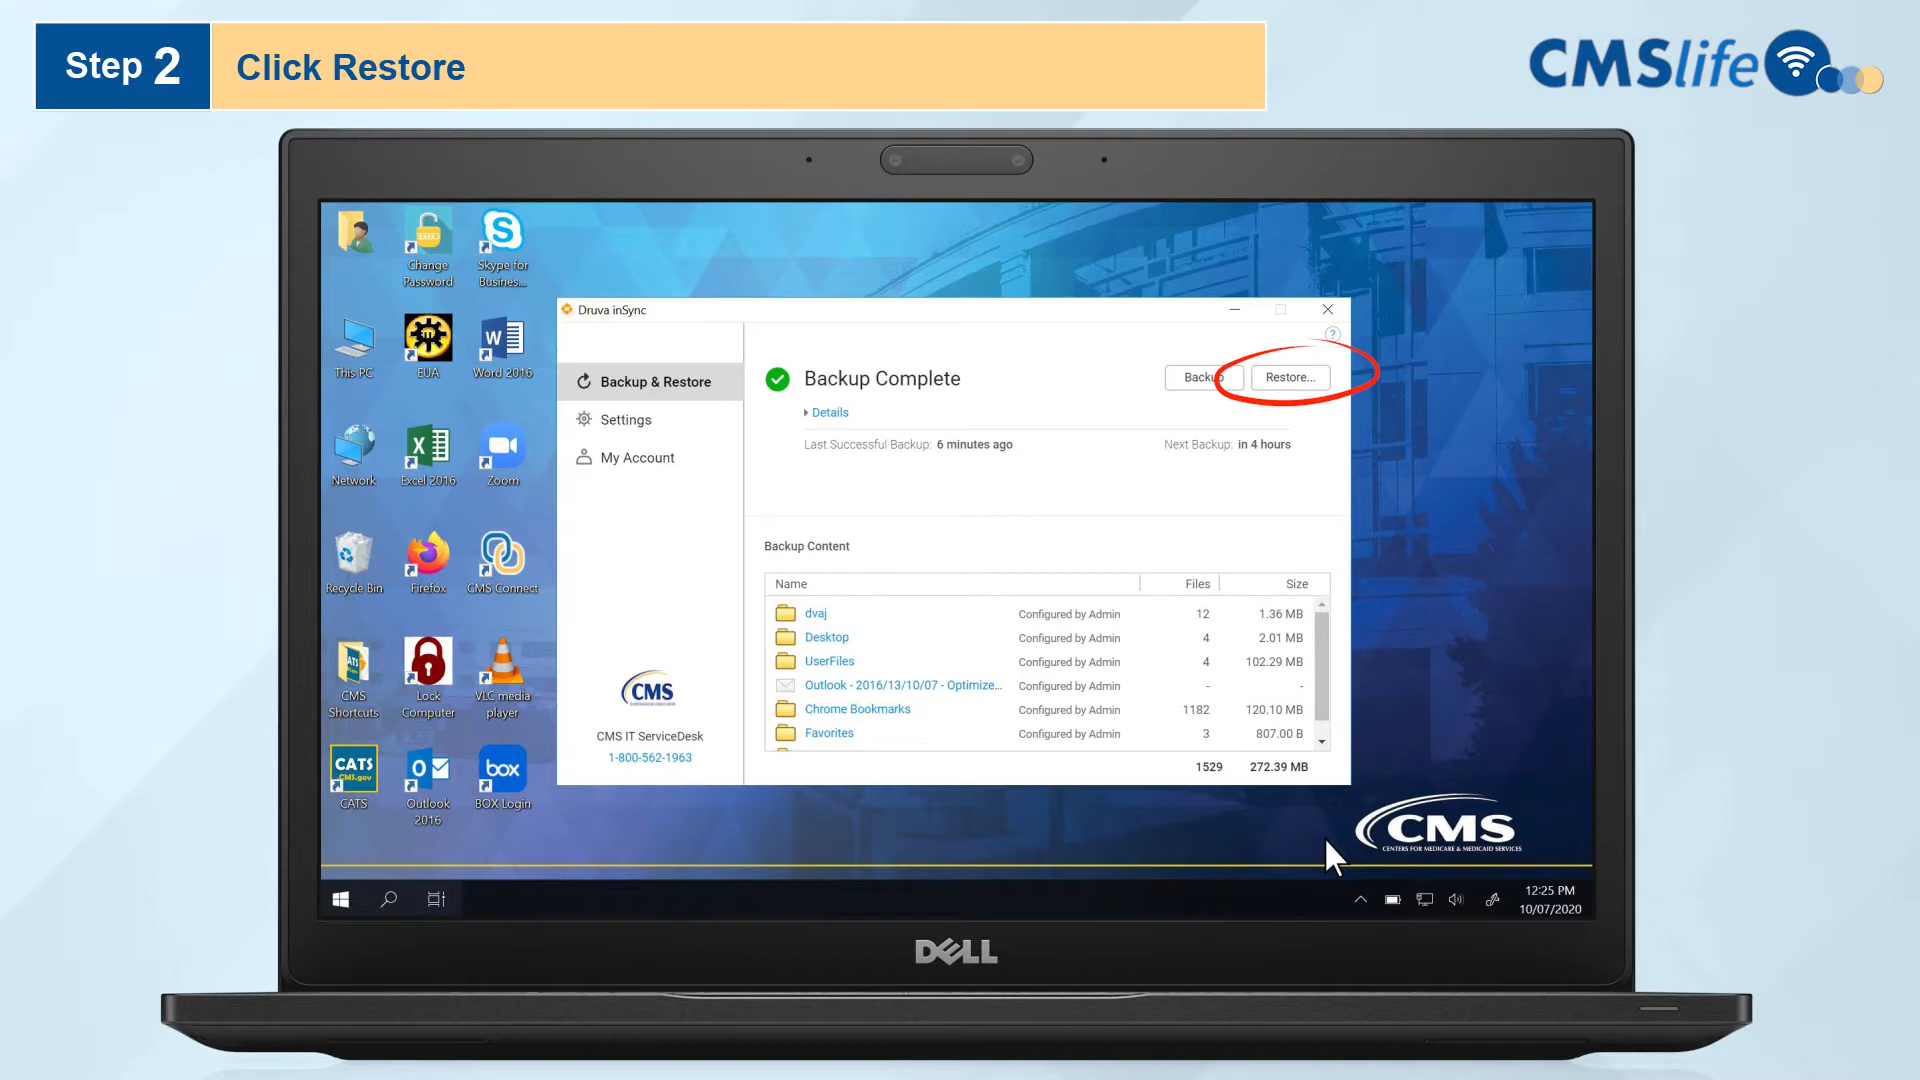 Step 2
Click Restore
CMSlife
Change
Password
Skype for
Busines...
This PC
EUA
Word 2016
Network
Excel 2016
Zoom
Recycle Bin
Firefox
CMS Connect
CMS
Shortcuts
Lock
Computer
VLC media
player
CATS
CMS.gov
CATS
Outlook
2016
box
BOX Login
Druva inSync
?
Backup & Restore
Settings
My Account
CMS
CMS IT ServiceDesk
1-800-562-1963
Backup Complete
Backup
Restore...
Details
Last Successful Backup: 6 minutes ago
Next Backup: in 4 hours
Backup Content
Name Files Size
dvaj Configured by Admin 12 1.36 MB
Desktop Configured by Admin 4 2.01 MB
UserFiles Configured by Admin 4 102.29 MB
Outlook - 2016/13/10/07 - Optimize... Configured by Admin - -
Chrome Bookmarks Configured by Admin 1182 120.10 MB
Favorites Configured by Admin 3 807.00 B
1529 272.39 MB
CMS
CENTERS FOR MEDICARE & MEDICAID SERVICES
12:25 PM
10/07/2020
DELL